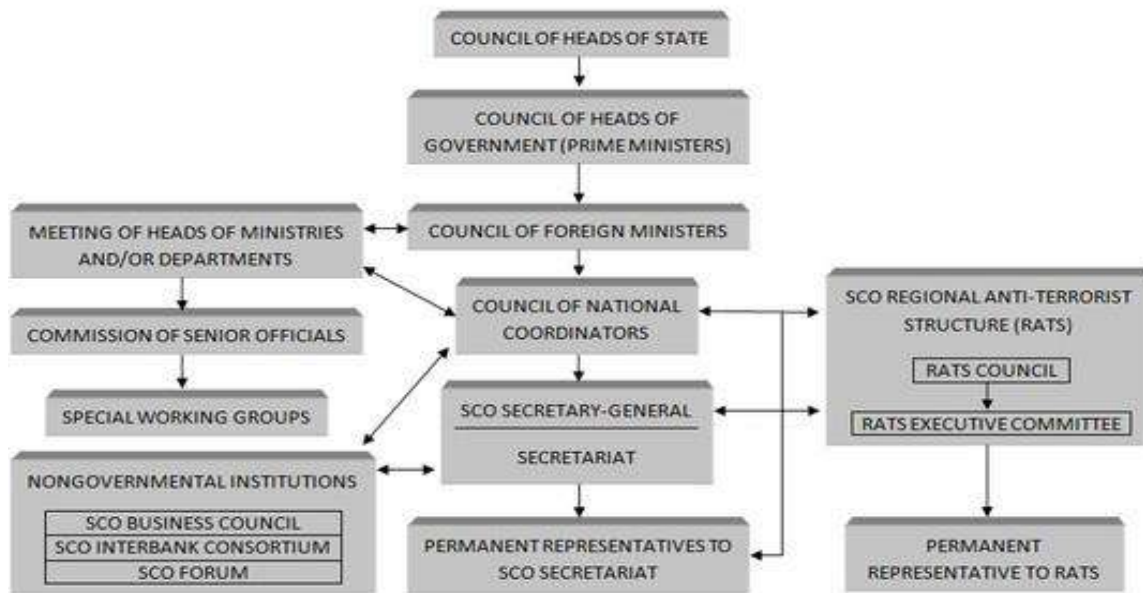 COUNCIL OF HEADS OF STATE
COUNCIL OF HEADS OF
GOVERNMENT (PRIME MINISTERS)
MEETING OF HEADS OF MINISTRIES
AND/OR DEPARTMENTS
COUNCIL OF FOREIGN MINISTERS
COMMISSION OF SENIOR OFFICIALS
SPECIAL WORKING GROUPS
COUNCIL OF NATIONAL
COORDINATORS
SCO REGIONAL ANTI-TERRORIST
STRUCTURE (RATS)
RATS COUNCIL
RATS EXECUTIVE COMMITTEE
SCO SECRETARY-GENERAL
SECRETARIAT
NONGOVERNMENTAL INSTITUTIONS
SCO BUSINESS COUNCIL
SCO INTERBANK CONSORTIUM
SCO FORUM
PERMANENT REPRESENTATIVES TO
SCO SECRETARIAT
PERMANENT
REPRESENTATIVE TO RATS